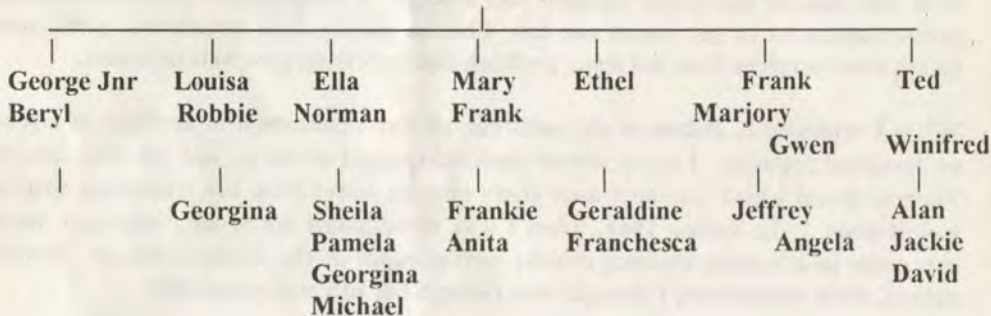 George Jnr Louisa Ella Mary Ethel Frank Ted
Beryl Robbie Norman Frank Marjory
Gwen Winifred
Georgina Sheila Frankie Geraldine Jeffrey Alan
Pamela Anita Franchesca Angela Jackie
Georgina David
Michael